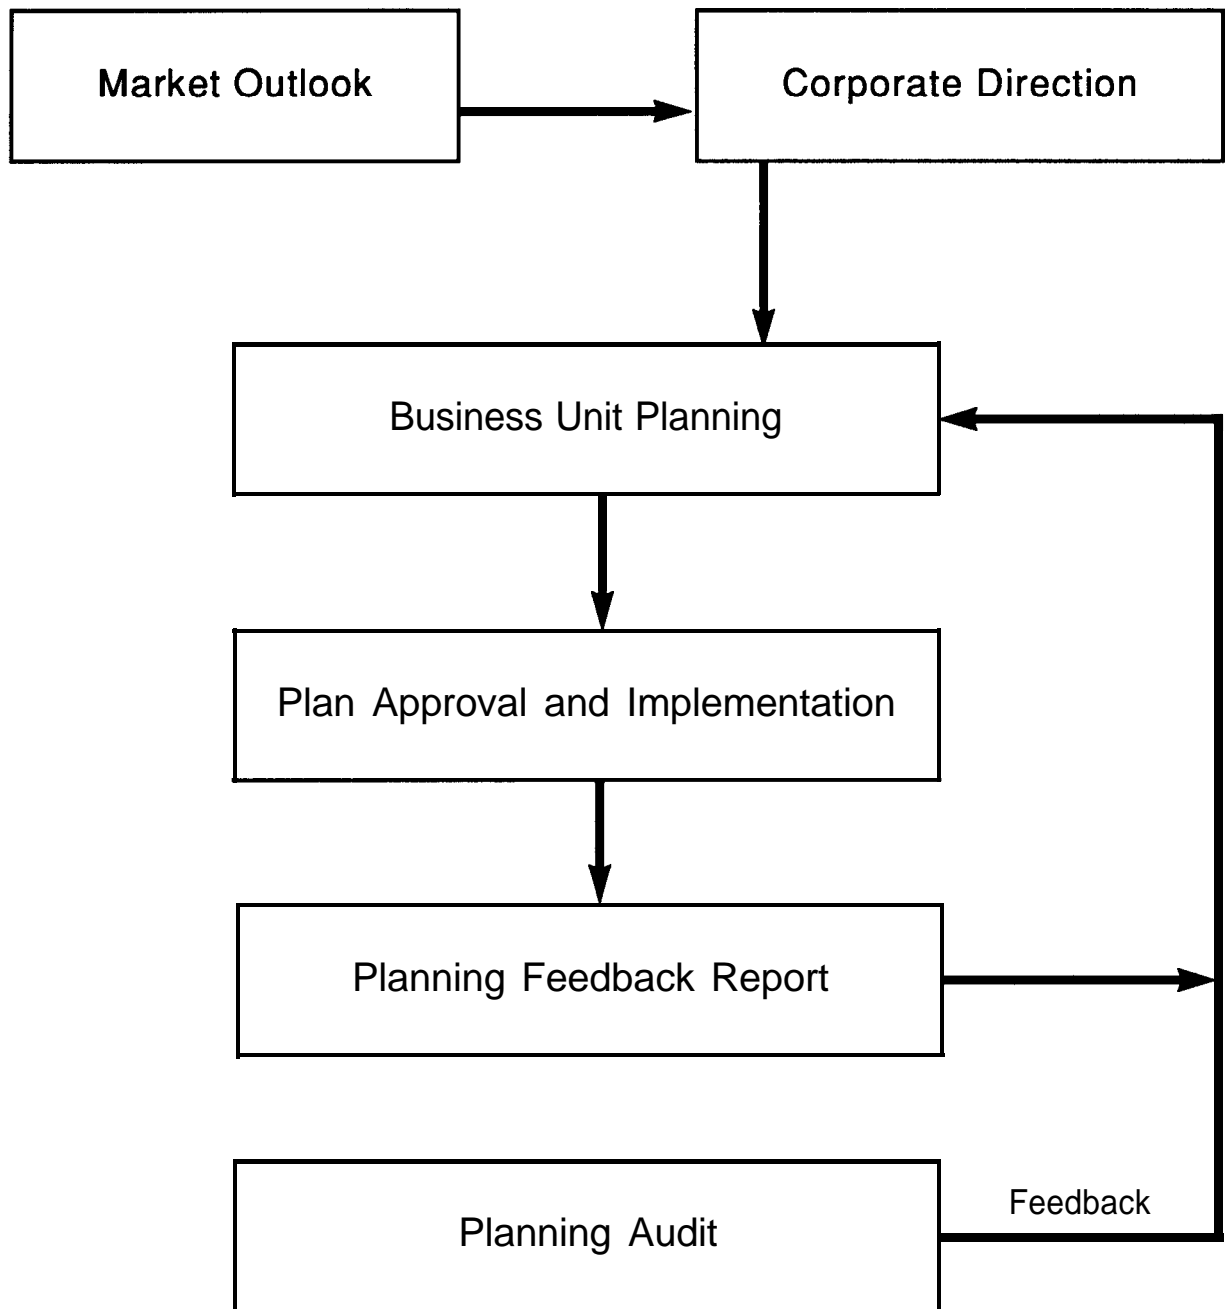 Market Outlook
Corporate Direction
Business Unit Planning
Plan Approval and Implementation
Planning Feedback Report
Feedback
Planning Audit